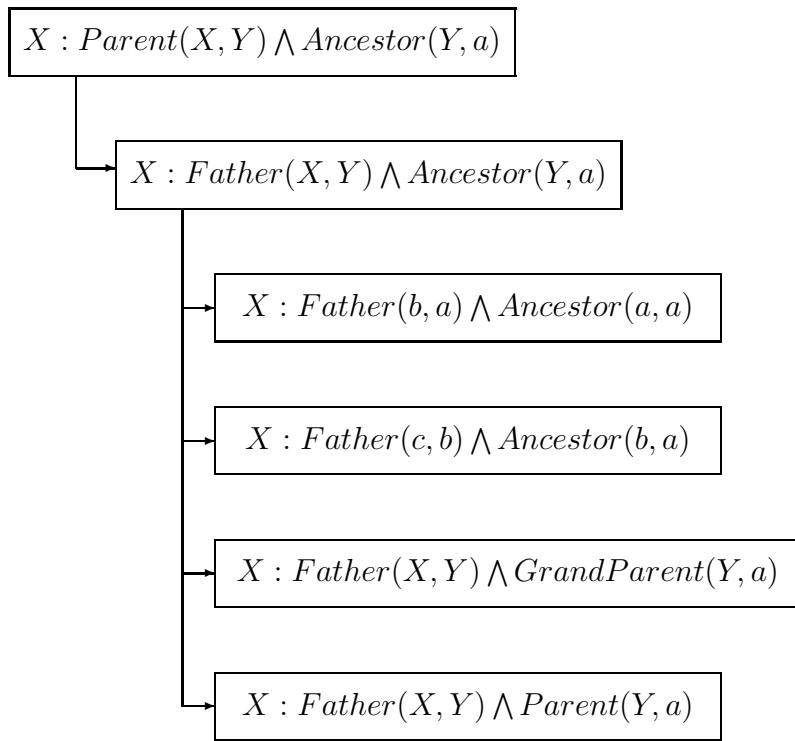 X : Parent(X, Y) ⋀ Ancestor(Y, a)
X : Father(X, Y) ⋀ Ancestor(Y, a)
X : Father(b, a) ⋀ Ancestor(a, a)
X : Father(c, b) ⋀ Ancestor(b, a)
X : Father(X, Y) ⋀ GrandParent(Y, a)
X : Father(X, Y) ⋀ Parent(Y, a)